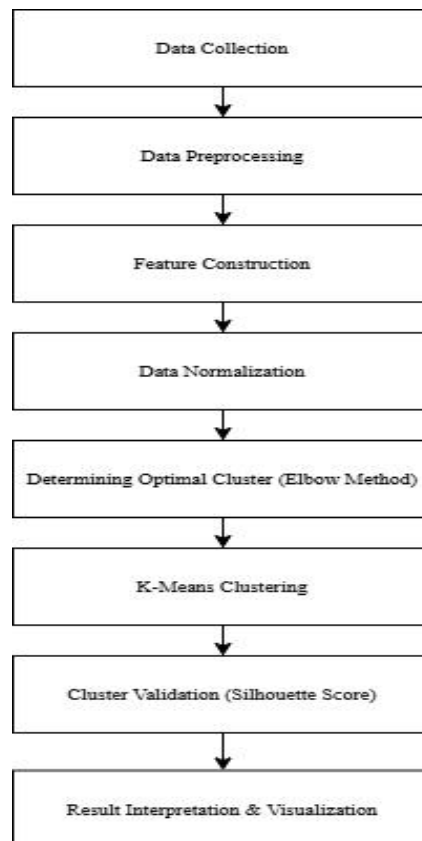 Data Collection
Data Preprocessing
Feature Construction
Data Normalization
Determining Optimal Cluster (Elbow Method)
K-Means Clustering
Cluster Validation (Silhouette Score)
Result Interpretation & Visualization